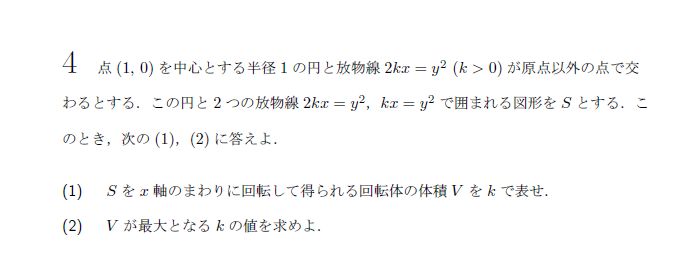 4 点 (1, 0) を中心とする半径 1 の円と放物線 2kx = y² (k > 0) が原点以外の点で交
わるとする．この円と 2 つの放物線 2kx = y²，kx = y² で囲まれる図形を S とする．こ
のとき，次の (1)，(2) に答えよ．
(1) S を x 軸のまわりに回転して得られる回転体の体積 V を k で表せ．
(2) V が最大となる k の値を求めよ．